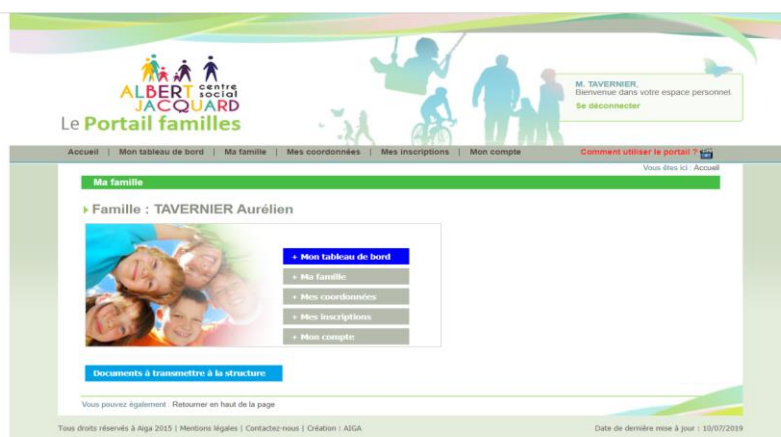 ALBERT centre
social
JACQUARD
Le Portail familles
M. TAVERNIER,
Bienvenue dans votre espace personnel.
Se déconnecter
Accueil | Mon tableau de bord | Ma famille | Mes coordonnées | Mes inscriptions | Mon compte
Comment utiliser le portail ?
Vous êtes ici : Accueil
Ma famille
Famille : TAVERNIER Aurélien
+ Mon tableau de bord
+ Ma famille
+ Mes coordonnées
+ Mes inscriptions
+ Mon compte
Documents à transmettre à la structure
Vous pouvez également : Retourner en haut de la page
Tous droits réservés à Aiga 2015 | Mentions légales | Contactez-nous | Création : AIGA
Date de dernière mise à jour : 10/07/2019